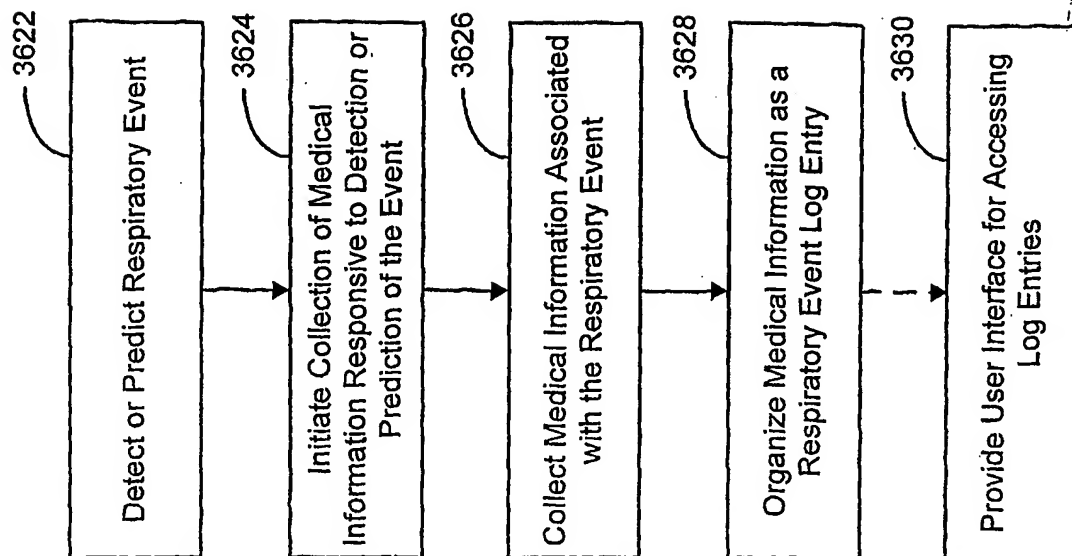 3622
Detect or Predict Respiratory Event
3624
Initiate Collection of Medical
Information Responsive to Detection or
Prediction of the Event
3626
Collect Medical Information Associated
with the Respiratory Event
3628
Organize Medical Information as a
Respiratory Event Log Entry
3630
Provide User Interface for Accessing
Log Entries